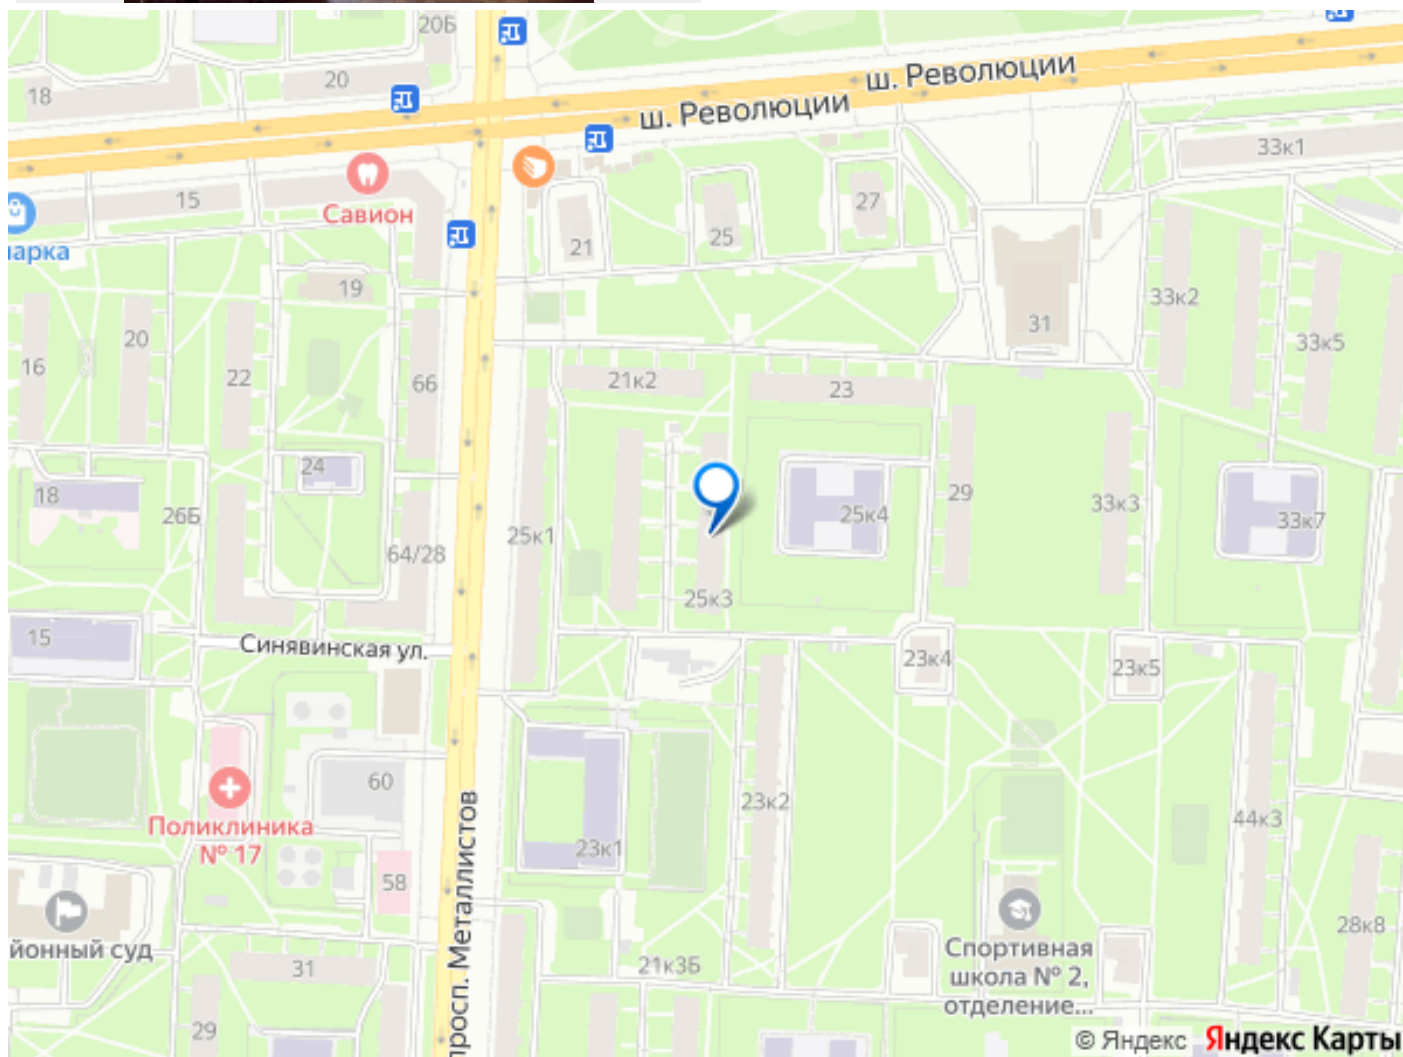 20Б
20
18
ш. Революции
ш. Революции
33к1
15
Савион
27
21
25
19
арка
33к2
31
33к5
20
16
22
66
21к2
23
24
18
26Б
29
33к3
25к1
25к4
33к7
64/28
25к3
15
Синявинская ул.
23к4
23к5
60
23к2
44к3
Поликлиника
№ 17
23к1
58
просп. Металлистов
йонный суд
31
21к3Б
28к8
Спортивная
школа № 2,
отделение...
29
© Яндекс Яндекс Карты